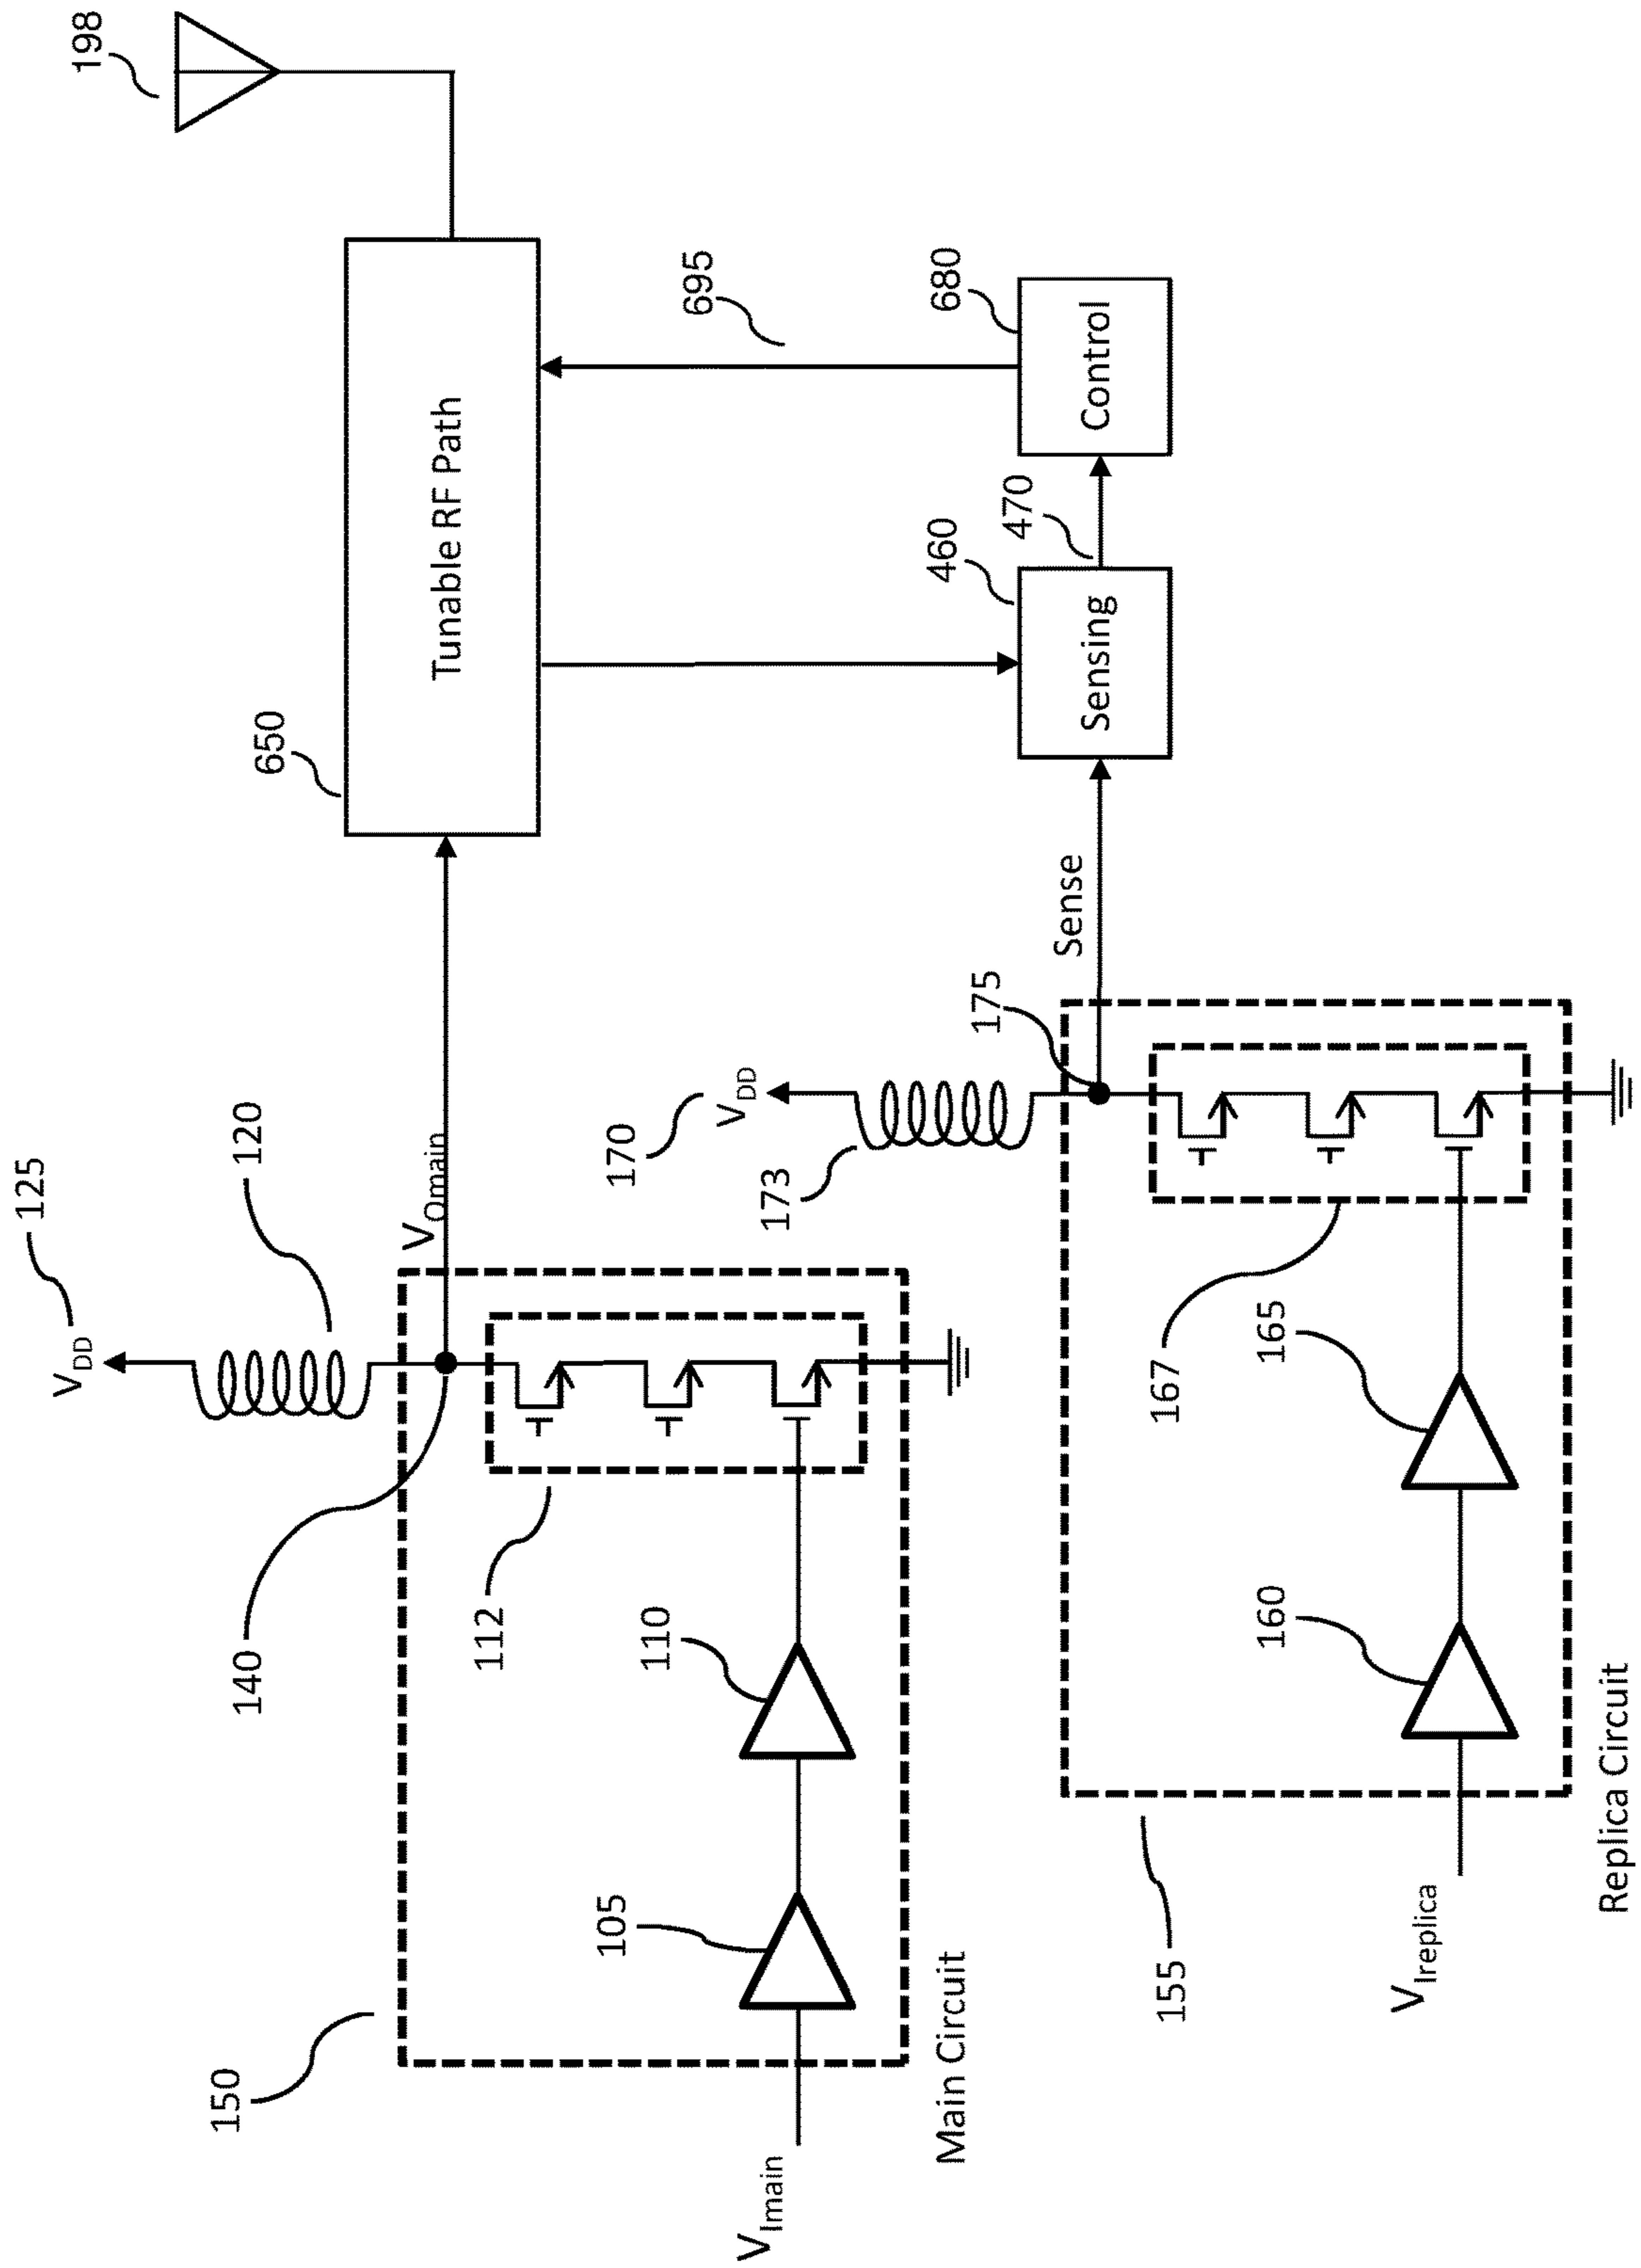 125
V_DD
120
140
V_Omain
150
112
110
105
V_Imain
Main Circuit
650
Tunable RF Path
198
695
680
Control
470
460
Sensing
Sense
170
V_DD
173
175
167
165
160
155
V_Ireplica
Replica Circuit